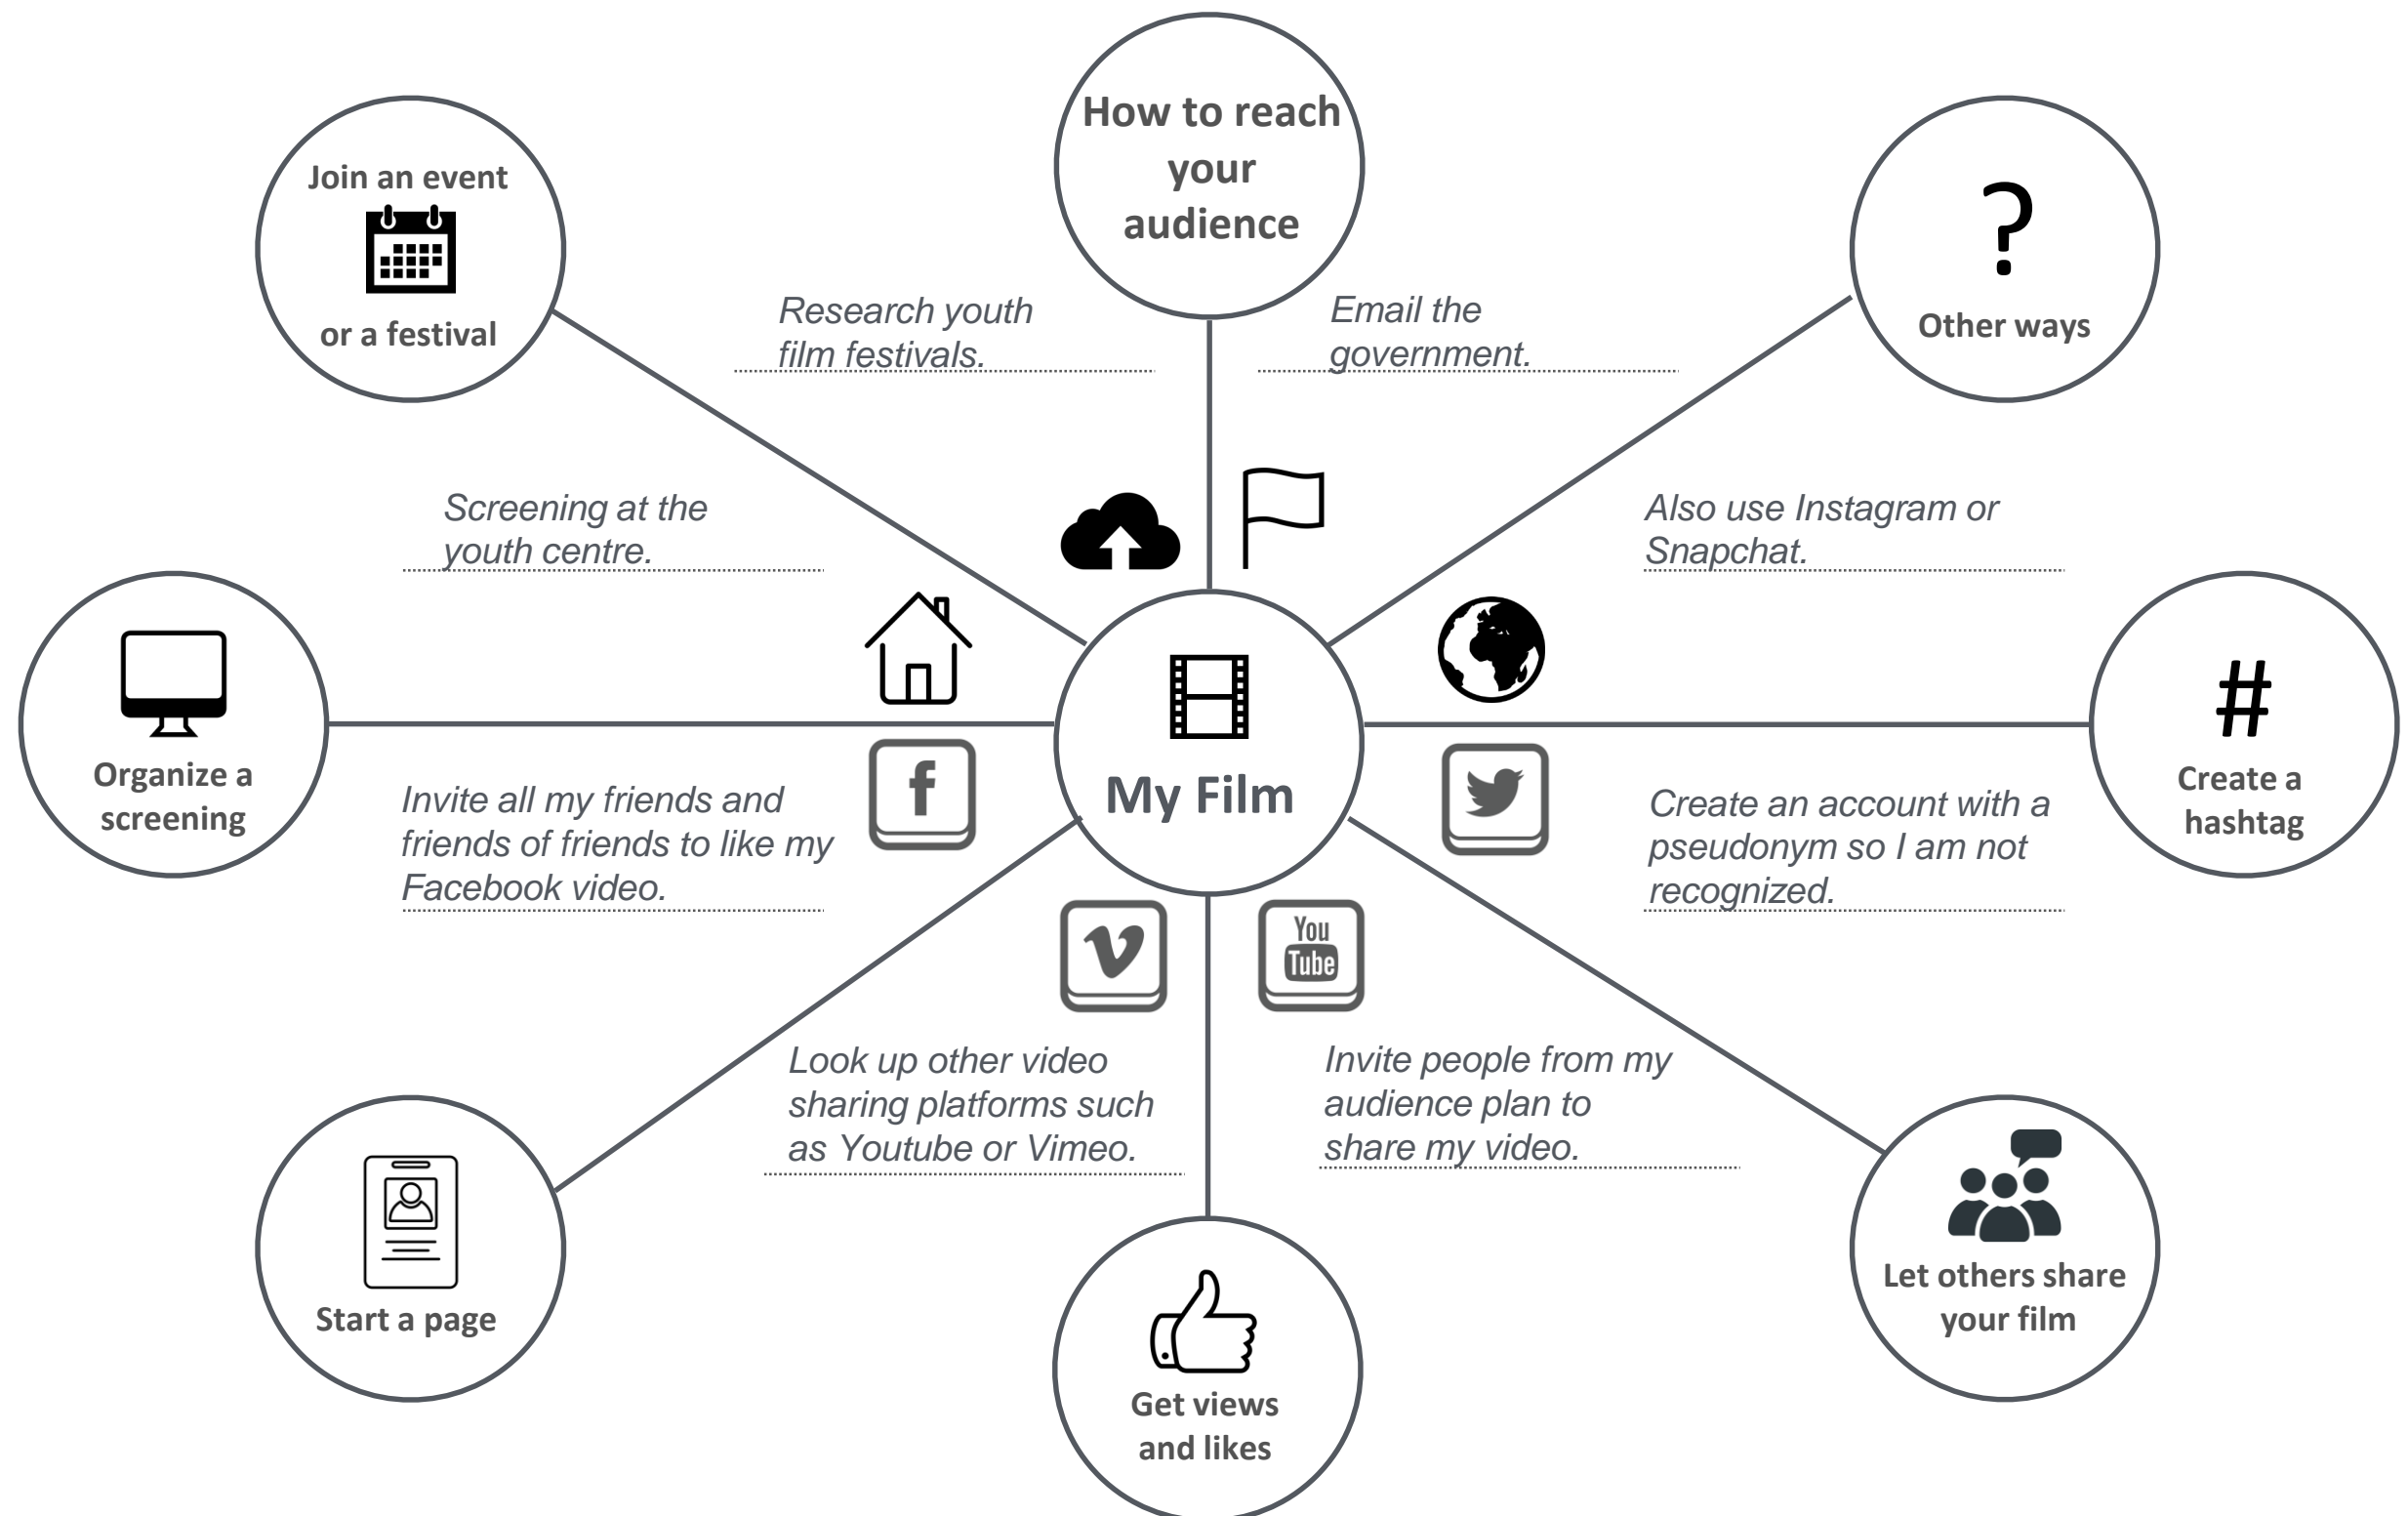 How to reach
your
audience
Join an event
or a festival
?
Other ways
Research youth
film festivals.
Email the
government.
Screening at the
youth centre.
Also use Instagram or
Snapchat.
Organize a
screening
My Film
#
Create a
hashtag
f
Invite all my friends and
friends of friends to like my
Facebook video.
Create an account with a
pseudonym so I am not
recognized.
You
Tube
Look up other video
sharing platforms such
as Youtube or Vimeo.
Invite people from my
audience plan to
share my video.
Start a page
Let others share
your film
Get views
and likes